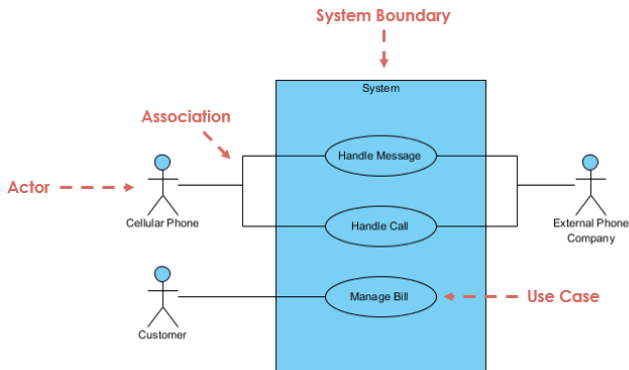 System Boundary
System
Association
Handle Message
Actor
Cellular Phone
Handle Call
External Phone
Company
Manage Bill
Use Case
Customer